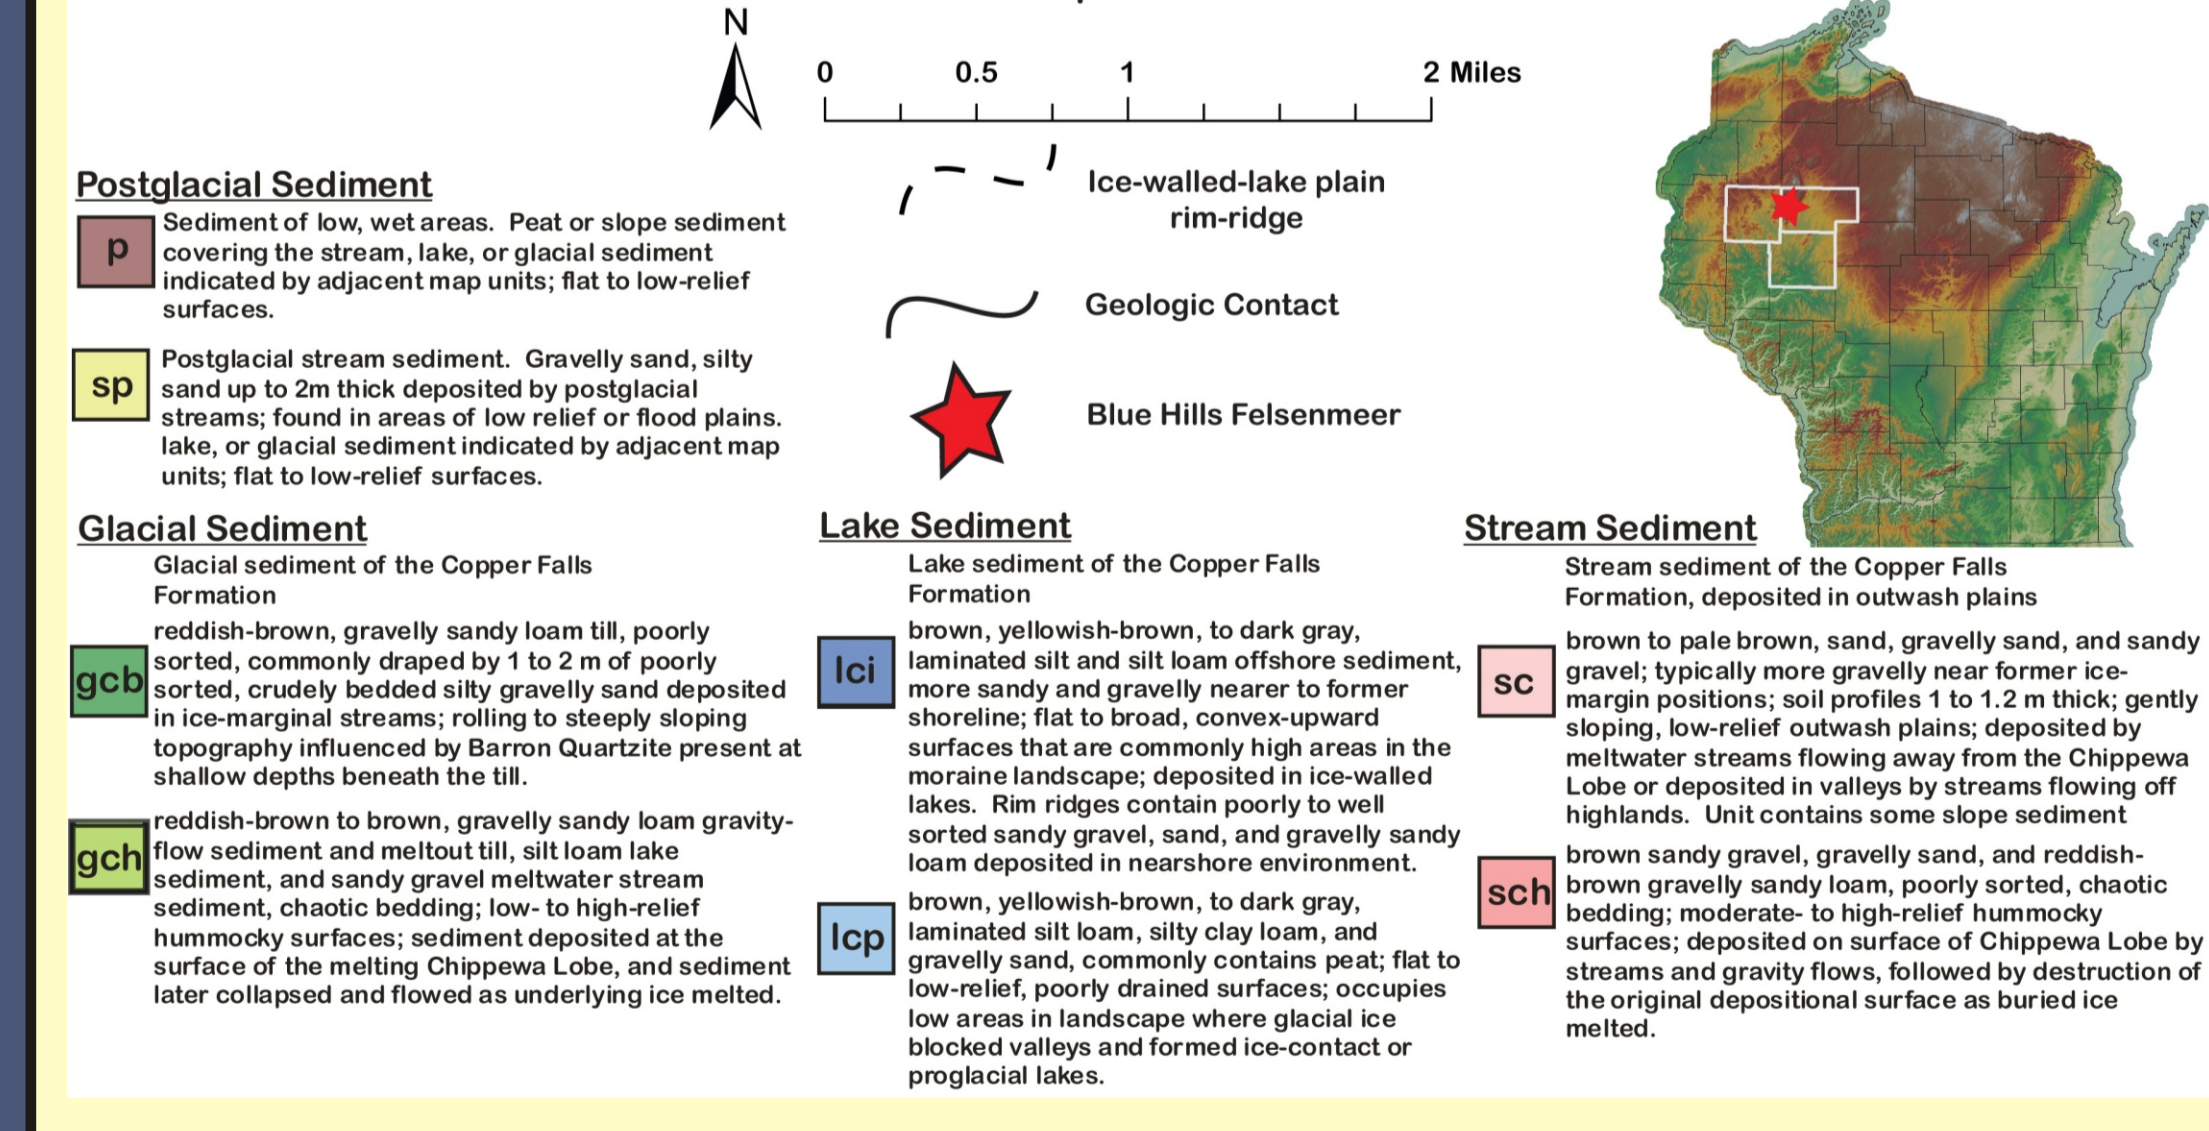 N
0 0.5 1 2 Miles
Ice-walled-lake plain
rim-ridge
Geologic Contact
Blue Hills Felsenmeer
Postglacial Sediment
p
Sediment of low, wet areas. Peat or slope sediment
covering the stream, lake, or glacial sediment
indicated by adjacent map units; flat to low-relief
surfaces.
sp
Postglacial stream sediment. Gravelly sand, silty
sand up to 2m thick deposited by postglacial
streams; found in areas of low relief or flood plains.
lake, or glacial sediment indicated by adjacent map
units; flat to low-relief surfaces.
Glacial Sediment
Glacial sediment of the Copper Falls
Formation
gcb
reddish-brown, gravelly sandy loam till, poorly
sorted, commonly draped by 1 to 2 m of poorly
sorted, crudely bedded silty gravelly sand deposited
in ice-marginal streams; rolling to steeply sloping
topography influenced by Barron Quartzite present at
shallow depths beneath the till.
gch
reddish-brown to brown, gravelly sandy loam gravity-
flow sediment and meltout till, silt loam lake
sediment, and sandy gravel meltwater stream
sediment, chaotic bedding; low- to high-relief
hummocky surfaces; sediment deposited at the
surface of the melting Chippewa Lobe, and sediment
later collapsed and flowed as underlying ice melted.
Lake Sediment
Lake sediment of the Copper Falls
Formation
lci
brown, yellowish-brown, to dark gray,
laminated silt and silt loam offshore sediment,
more sandy and gravelly nearer to former
shoreline; flat to broad, convex-upward
surfaces that are commonly high areas in the
moraine landscape; deposited in ice-walled
lakes. Rim ridges contain poorly to well
sorted sandy gravel, sand, and gravelly sandy
loam deposited in nearshore environment.
lcp
brown, yellowish-brown, to dark gray,
laminated silt loam, silty clay loam, and
gravelly sand, commonly contains peat; flat to
low-relief, poorly drained surfaces; occupies
low areas in landscape where glacial ice
blocked valleys and formed ice-contact or
proglacial lakes.
Stream Sediment
Stream sediment of the Copper Falls
Formation, deposited in outwash plains
sc
brown to pale brown, sand, gravelly sand, and sandy
gravel; typically more gravelly near former ice-
margin positions; soil profiles 1 to 1.2 m thick; gently
sloping, low-relief outwash plains; deposited by
meltwater streams flowing away from the Chippewa
Lobe or deposited in valleys by streams flowing off
highlands. Unit contains some slope sediment
sch
brown sandy gravel, gravelly sand, and reddish-
brown gravelly sandy loam, poorly sorted, chaotic
bedding; moderate- to high-relief hummocky
surfaces; deposited on surface of Chippewa Lobe by
streams and gravity flows, followed by destruction of
the original depositional surface as buried ice
melted.